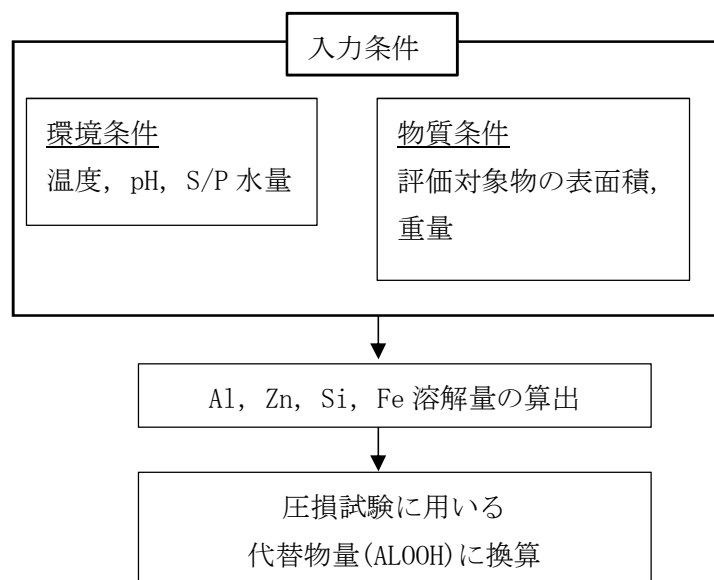 入力条件
環境条件
温度, pH, S/P 水量
物質条件
評価対象物の表面積,
重量
Al, Zn, Si, Fe 溶解量の算出
圧損試験に用いる
代替物量(ALOOH)に換算